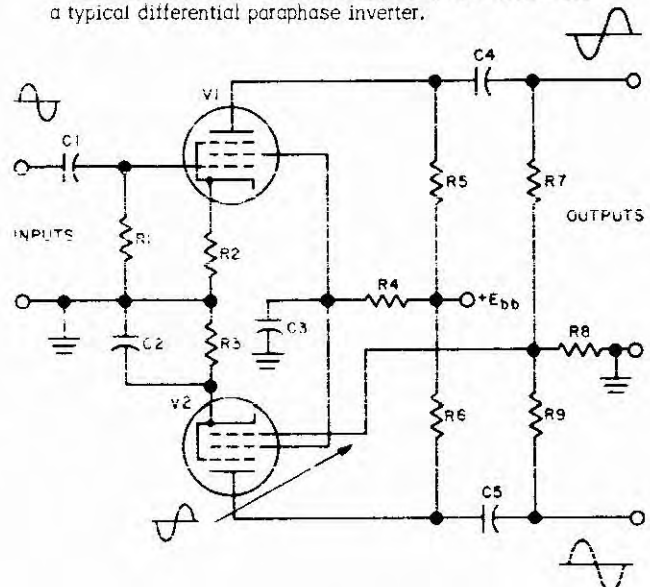 a typical differential paraphase inverter.
C4
V1
C1
R5
R7
INPUTS
R1
R2
OUTPUTS
R4
+Ebb
C2
R3
C3
R8
V2
R6
R9
C5